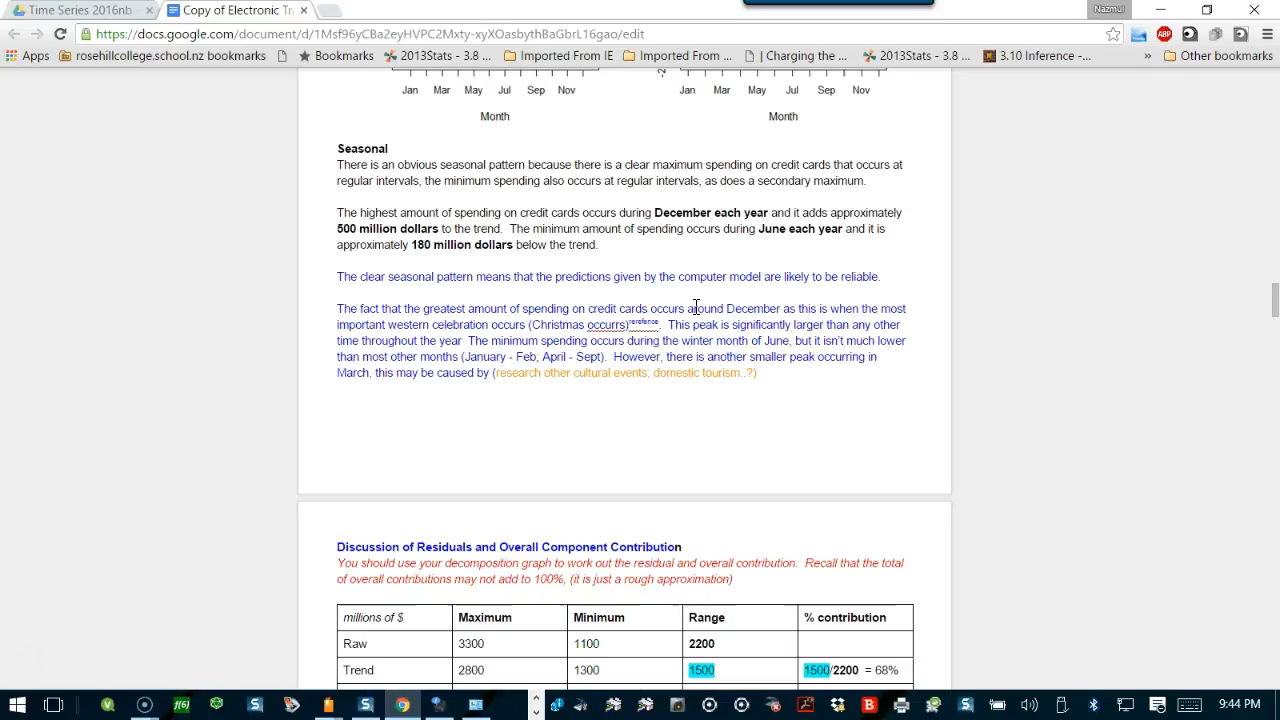 Time Series 2016nb
Copy of Electronic Tr
Nazmul
https://docs.google.com/document/d/1Msf96yCBa2eyHVPC2Mxty-xyXOasbythBaGbrL16gao/edit
Apps rosehillcollege.school.nz bookmarks Bookmarks 2013Stats - 3.8 ... Imported From IE Imported From ... | Charging the ... 2013Stats - 3.8 ... 3.10 Inference -... » Other bookmarks
Jan Mar May Jul Sep Nov Jan Mar May Jul Sep Nov
Month Month
Seasonal
There is an obvious seasonal pattern because there is a clear maximum spending on credit cards that occurs at
regular intervals, the minimum spending also occurs at regular intervals, as does a secondary maximum.
The highest amount of spending on credit cards occurs during December each year and it adds approximately
500 million dollars to the trend. The minimum amount of spending occurs during June each year and it is
approximately 180 million dollars below the trend.
The clear seasonal pattern means that the predictions given by the computer model are likely to be reliable.
The fact that the greatest amount of spending on credit cards occurs around December as this is when the most
important western celebration occurs (Christmas occurrs) . This peak is significantly larger than any other
time throughout the year The minimum spending occurs during the winter month of June, but it isn't much lower
than most other months (January - Feb; April - Sept). However, there is another smaller peak occurring in
March, this may be caused by (research other cultural events; domestic tourism..?)
Discussion of Residuals and Overall Component Contribution
You should use your decomposition graph to work out the residual and overall contribution. Recall that the total
of overall contributions may not add to 100%, (it is just a rough approximation)
millions of $ Maximum Minimum Range % contribution
Raw 3300 1100 2200
Trend 2800 1300 1500 1500/2200 = 68%
9:44 PM